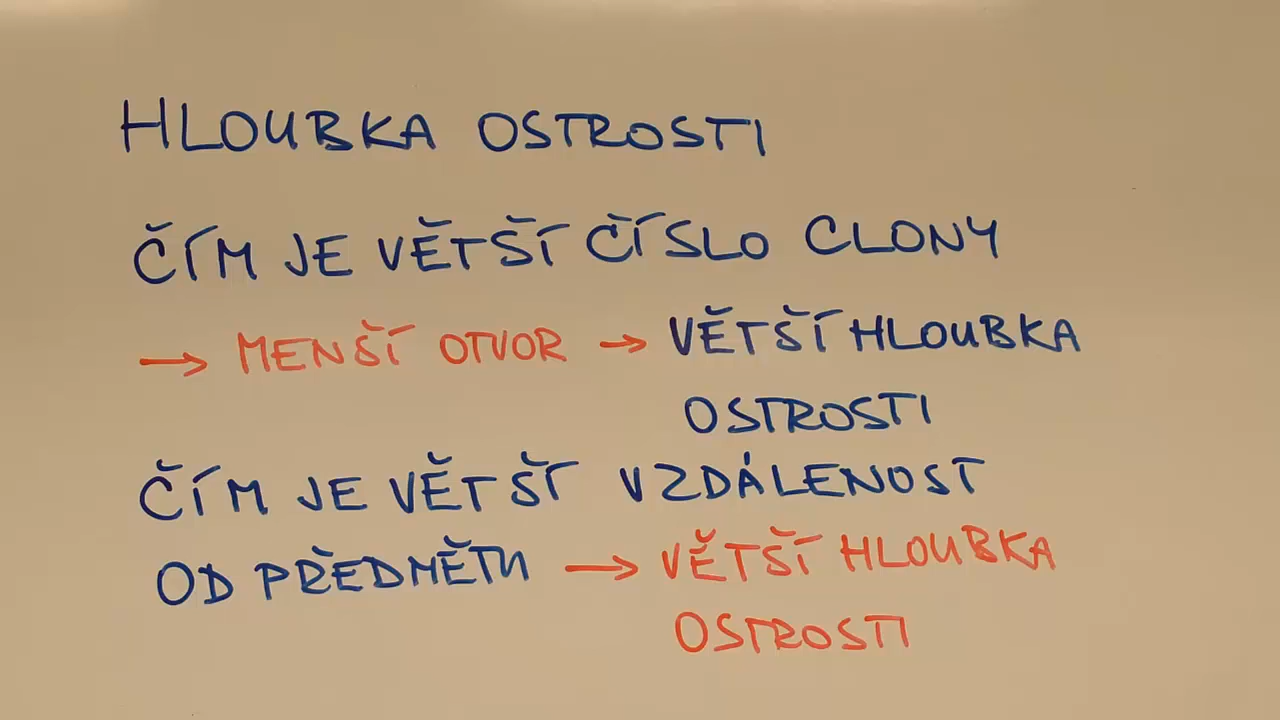 HLOUBKA OSTROSTI
ČÍM JE VĚTŠÍ ČÍSLO CLONY
→ MENŠÍ OTVOR → VĚTŠÍ HLOUBKA
OSTROSTI
ČÍM JE VĚTŠÍ VZDÁLENOST
OD PŘEDMĚTU → VĚTŠÍ HLOUBKA
OSTROSTI